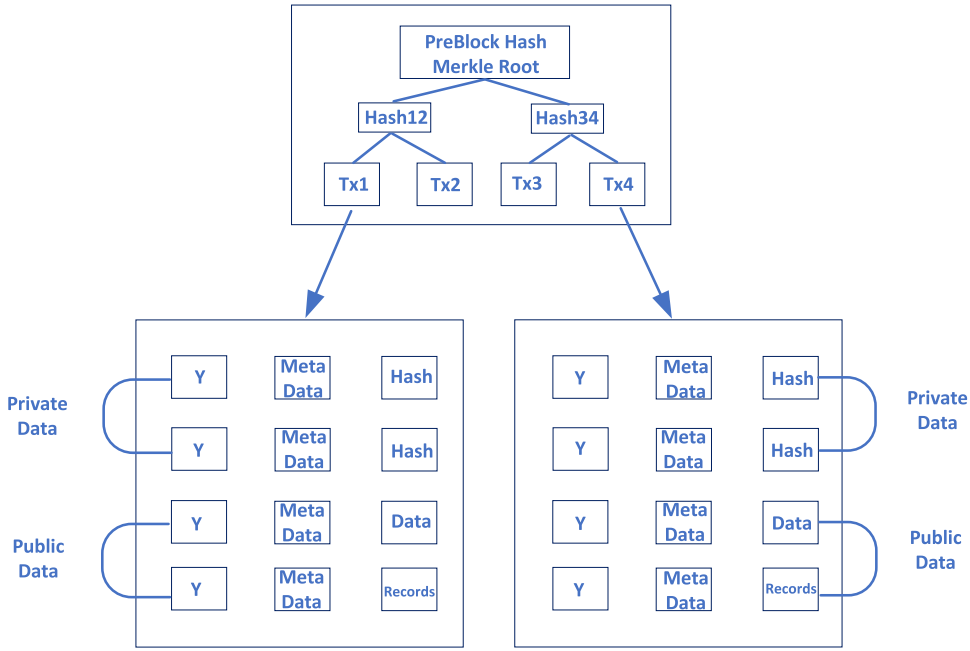 PreBlock Hash
Merkle Root
Hash12
Hash34
Tx1
Tx2
Tx3
Tx4
Private
Data
Y
Meta
Data
Hash
Y
Meta
Data
Hash
Public
Data
Y
Meta
Data
Data
Y
Meta
Data
Records
Y
Meta
Data
Hash
Y
Meta
Data
Hash
Private
Data
Y
Meta
Data
Data
Y
Meta
Data
Records
Public
Data